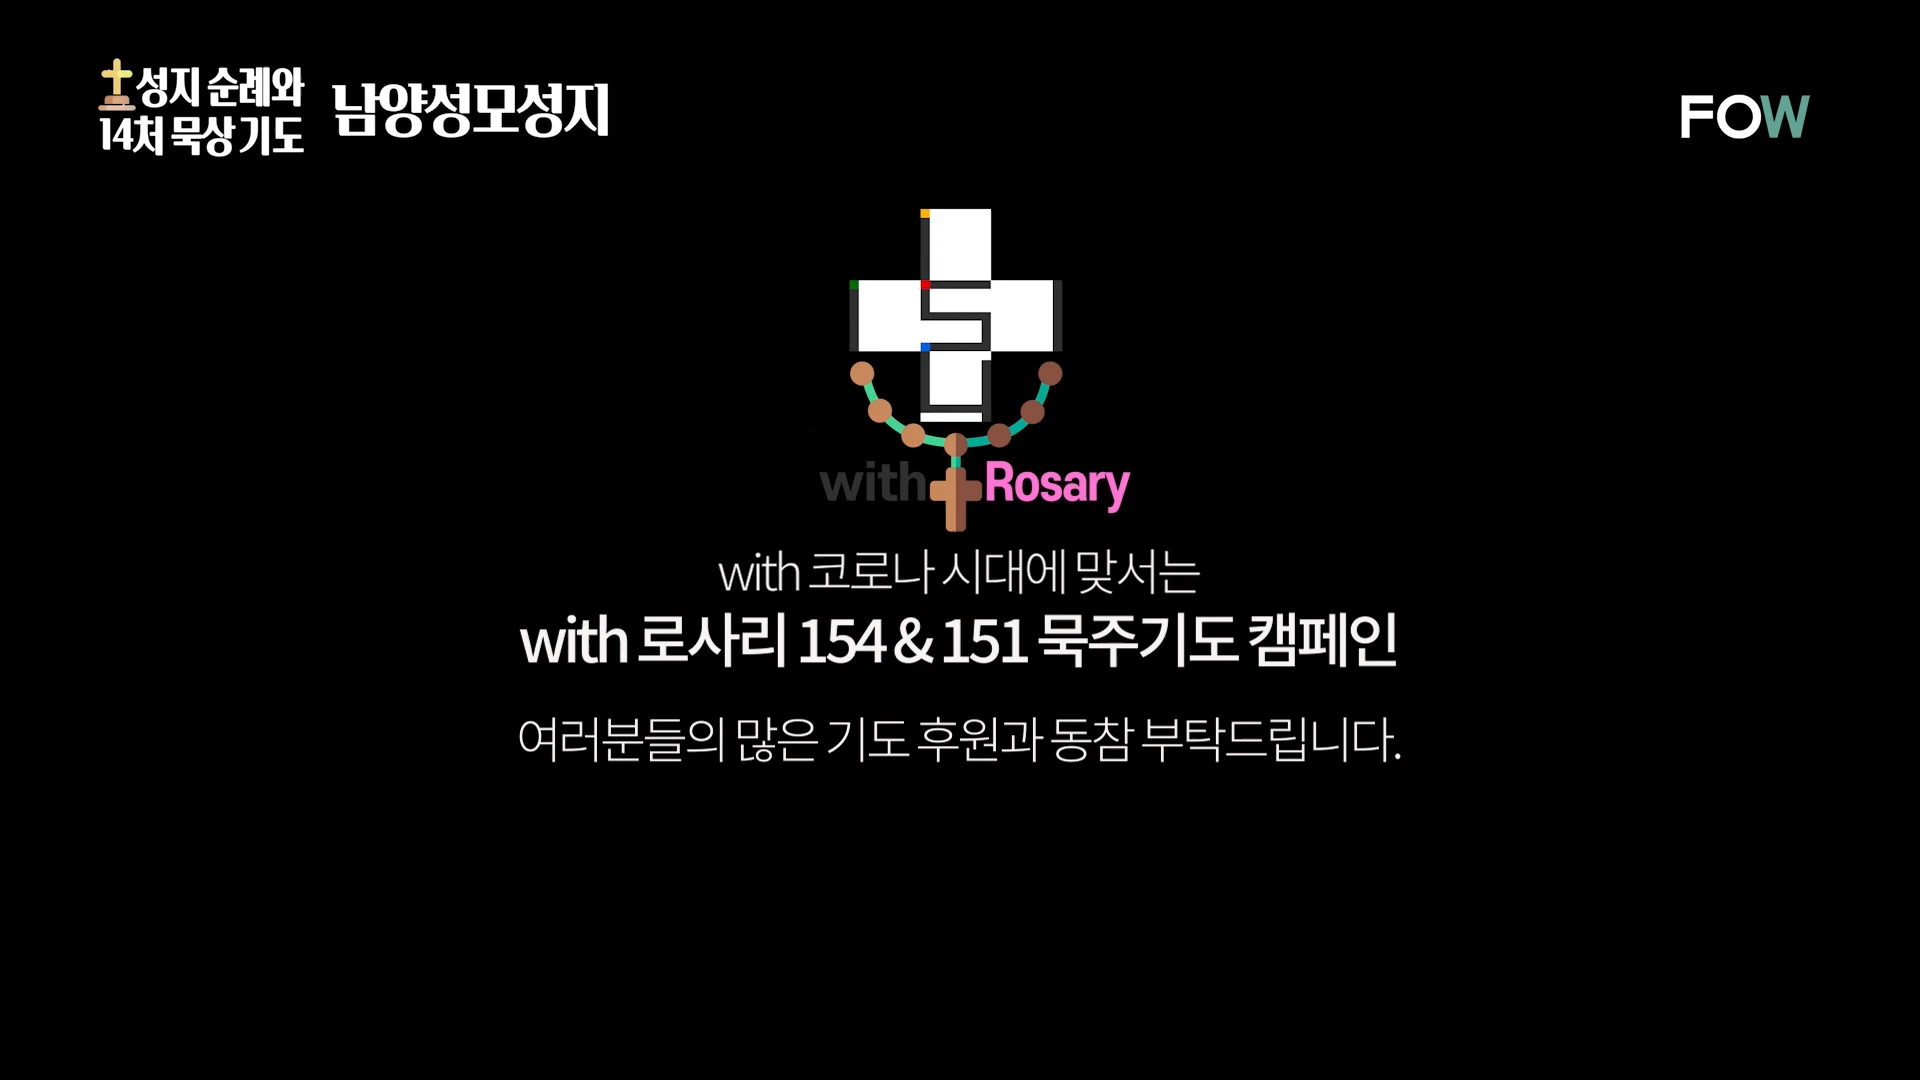 성지 순례와
14처 묵상 기도
남양성모성지
FOW
with Rosary
with 코로나 시대에 맞서는
with 로사리 154 & 151 묵주기도 캠페인
여러분들의 많은 기도 후원과 동참 부탁드립니다.